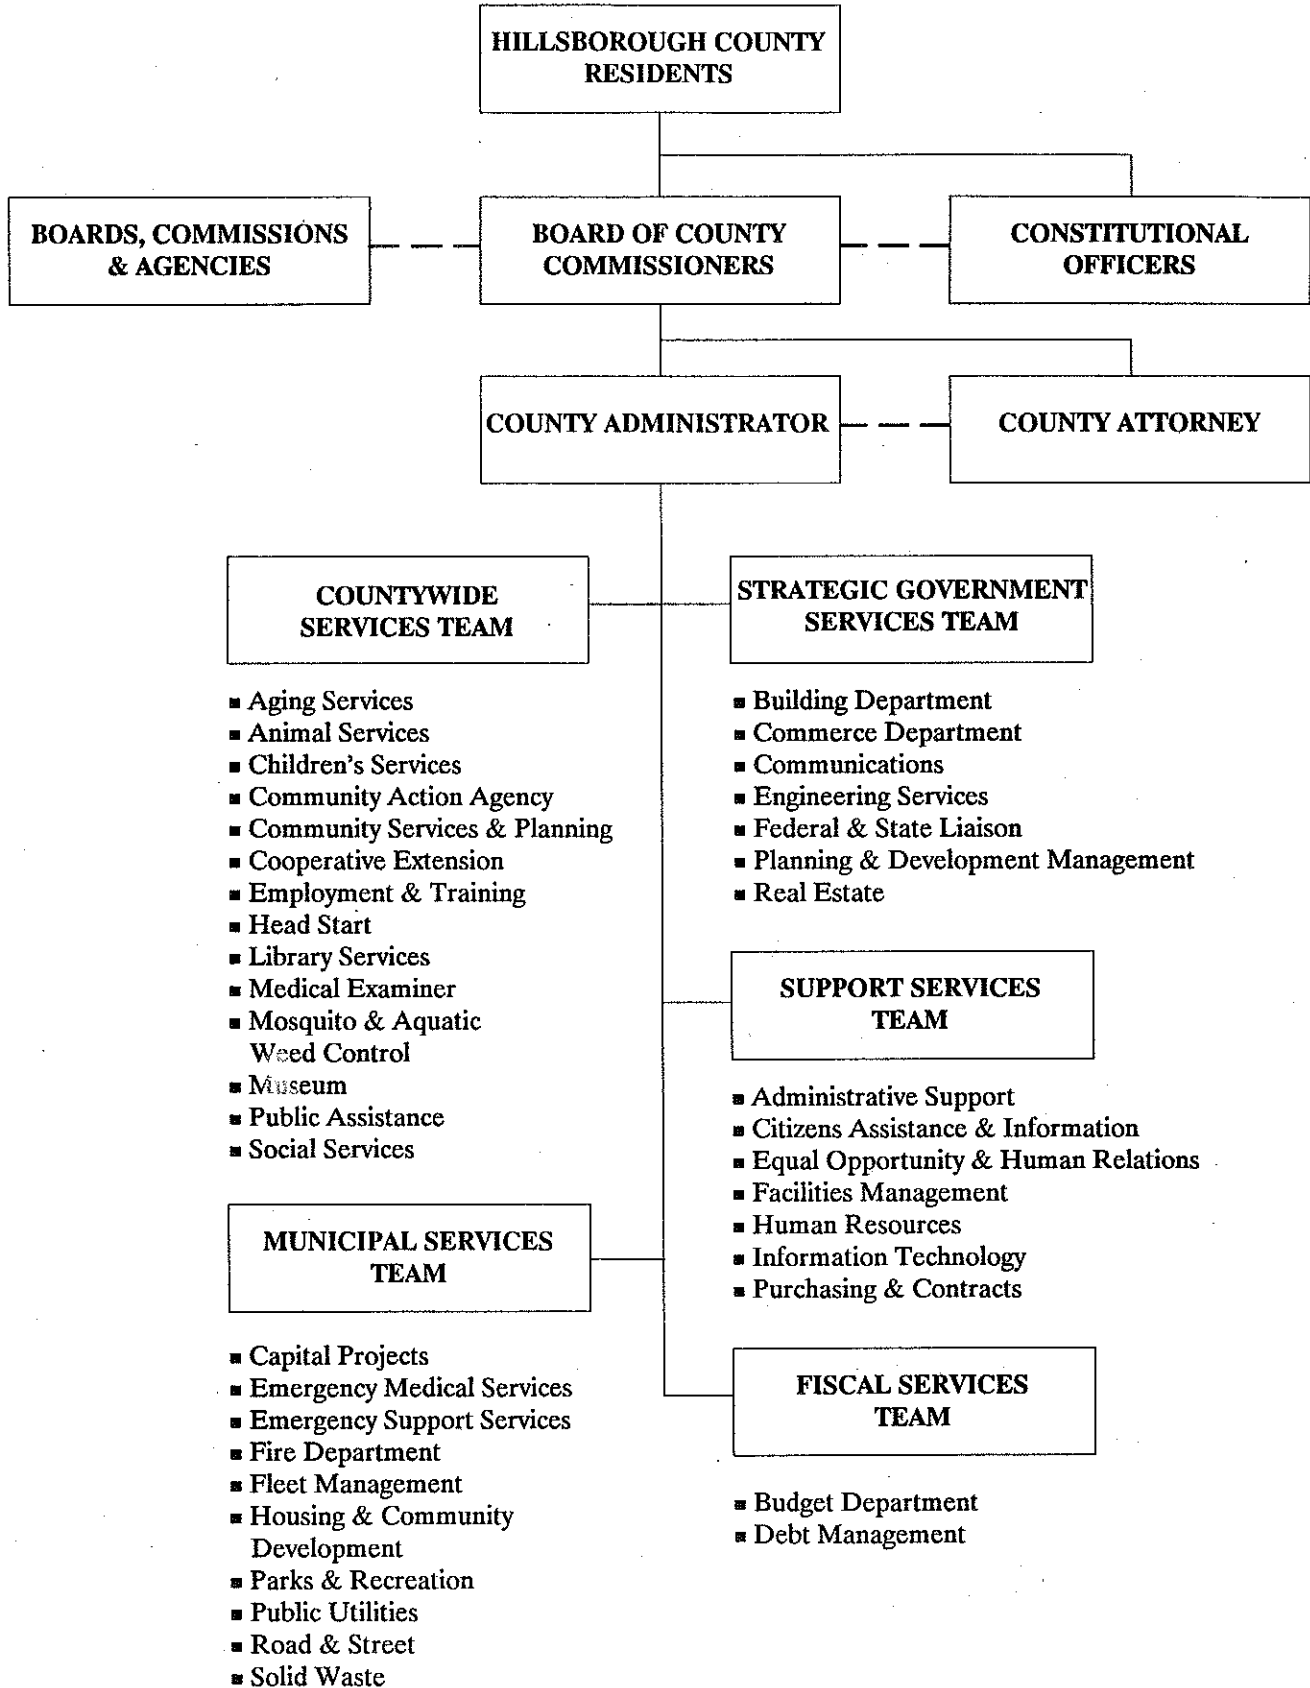 HILLSBOROUGH COUNTY
RESIDENTS
BOARDS, COMMISSIONS
& AGENCIES
BOARD OF COUNTY
COMMISSIONERS
CONSTITUTIONAL
OFFICERS
COUNTY ADMINISTRATOR
COUNTY ATTORNEY
COUNTYWIDE
SERVICES TEAM
■ Aging Services
■ Animal Services
■ Children's Services
■ Community Action Agency
■ Community Services & Planning
■ Cooperative Extension
■ Employment & Training
■ Head Start
■ Library Services
■ Medical Examiner
■ Mosquito & Aquatic
Weed Control
■ Museum
■ Public Assistance
■ Social Services
STRATEGIC GOVERNMENT
SERVICES TEAM
■ Building Department
■ Commerce Department
■ Communications
■ Engineering Services
■ Federal & State Liaison
■ Planning & Development Management
■ Real Estate
SUPPORT SERVICES
TEAM
■ Administrative Support
■ Citizens Assistance & Information
■ Equal Opportunity & Human Relations
■ Facilities Management
■ Human Resources
■ Information Technology
■ Purchasing & Contracts
MUNICIPAL SERVICES
TEAM
■ Capital Projects
■ Emergency Medical Services
■ Emergency Support Services
■ Fire Department
■ Fleet Management
■ Housing & Community
Development
■ Parks & Recreation
■ Public Utilities
■ Road & Street
■ Solid Waste
FISCAL SERVICES
TEAM
■ Budget Department
■ Debt Management